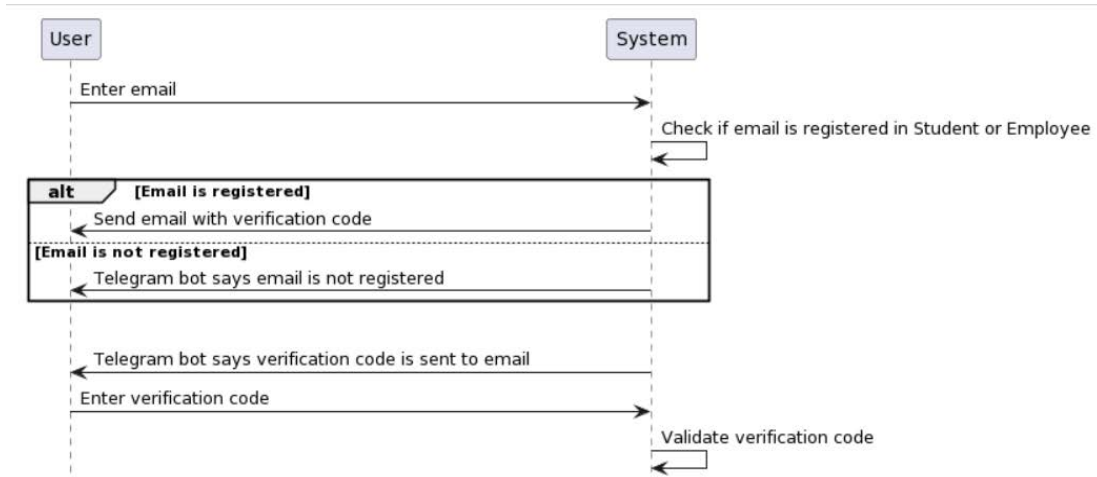 User
System
Enter email
Check if email is registered in Student or Employee
alt
[Email is registered]
Send email with verification code
[Email is not registered]
Telegram bot says email is not registered
Telegram bot says verification code is sent to email
Enter verification code
Validate verification code